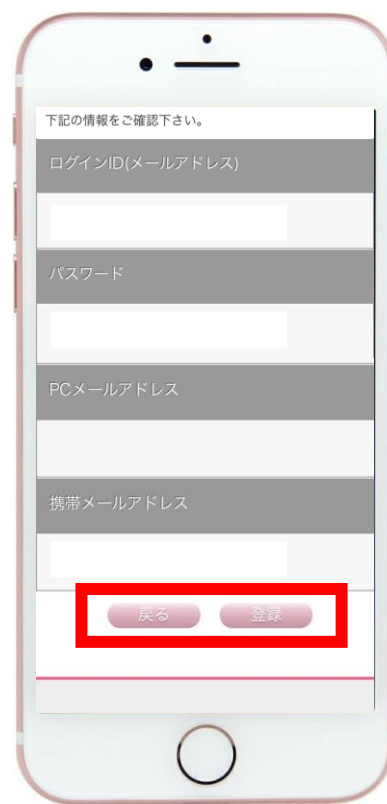 下記の情報をご確認下さい。
ログインID(メールアドレス)
パスワード
PCメールアドレス
携帯メールアドレス
戻る 登録